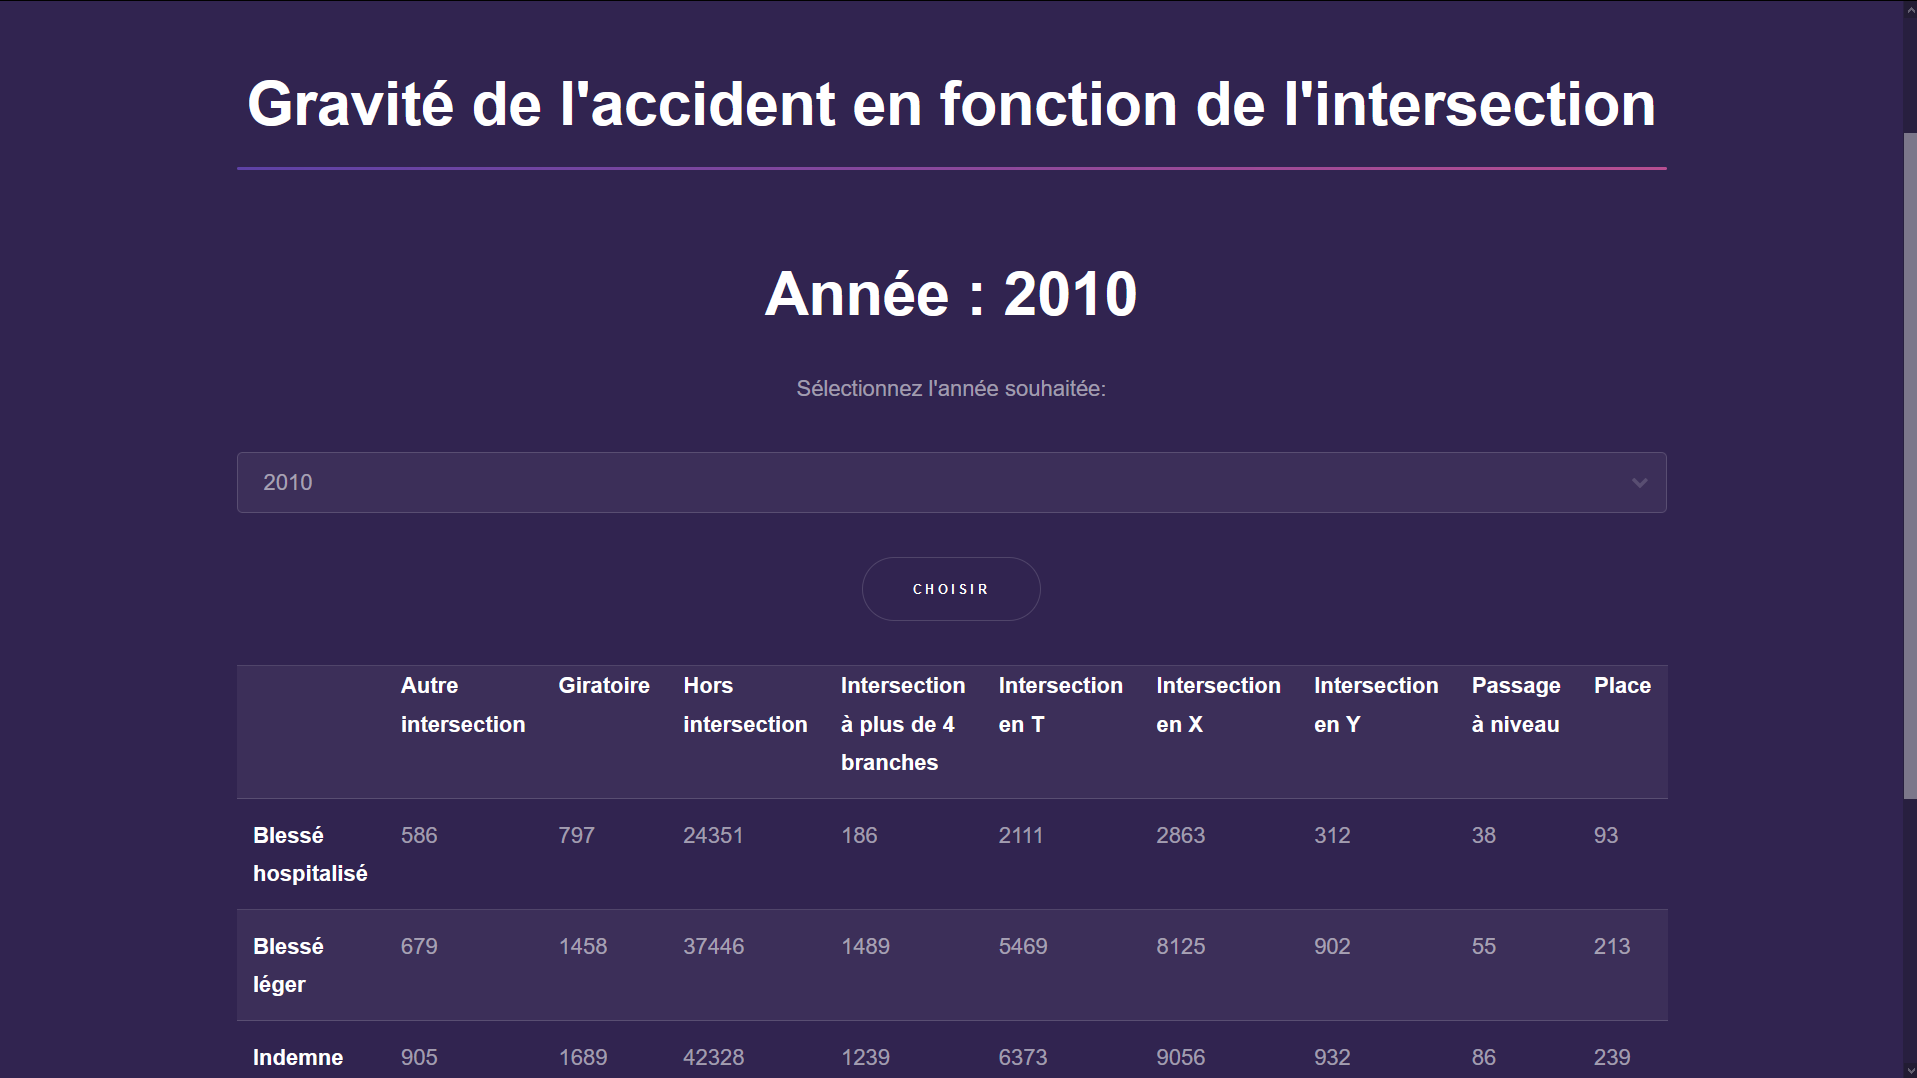 Gravité de l'accident en fonction de l'intersection
Année : 2010
Sélectionnez l'année souhaitée:
2010
CHOISIR
Autre intersection Giratoire Hors intersection Intersection à plus de 4 branches Intersection en T Intersection en X Intersection en Y Passage à niveau Place
Blessé hospitalisé 586 797 24351 186 2111 2863 312 38 93
Blessé léger 679 1458 37446 1489 5469 8125 902 55 213
Indemne 905 1689 42328 1239 6373 9056 932 86 239